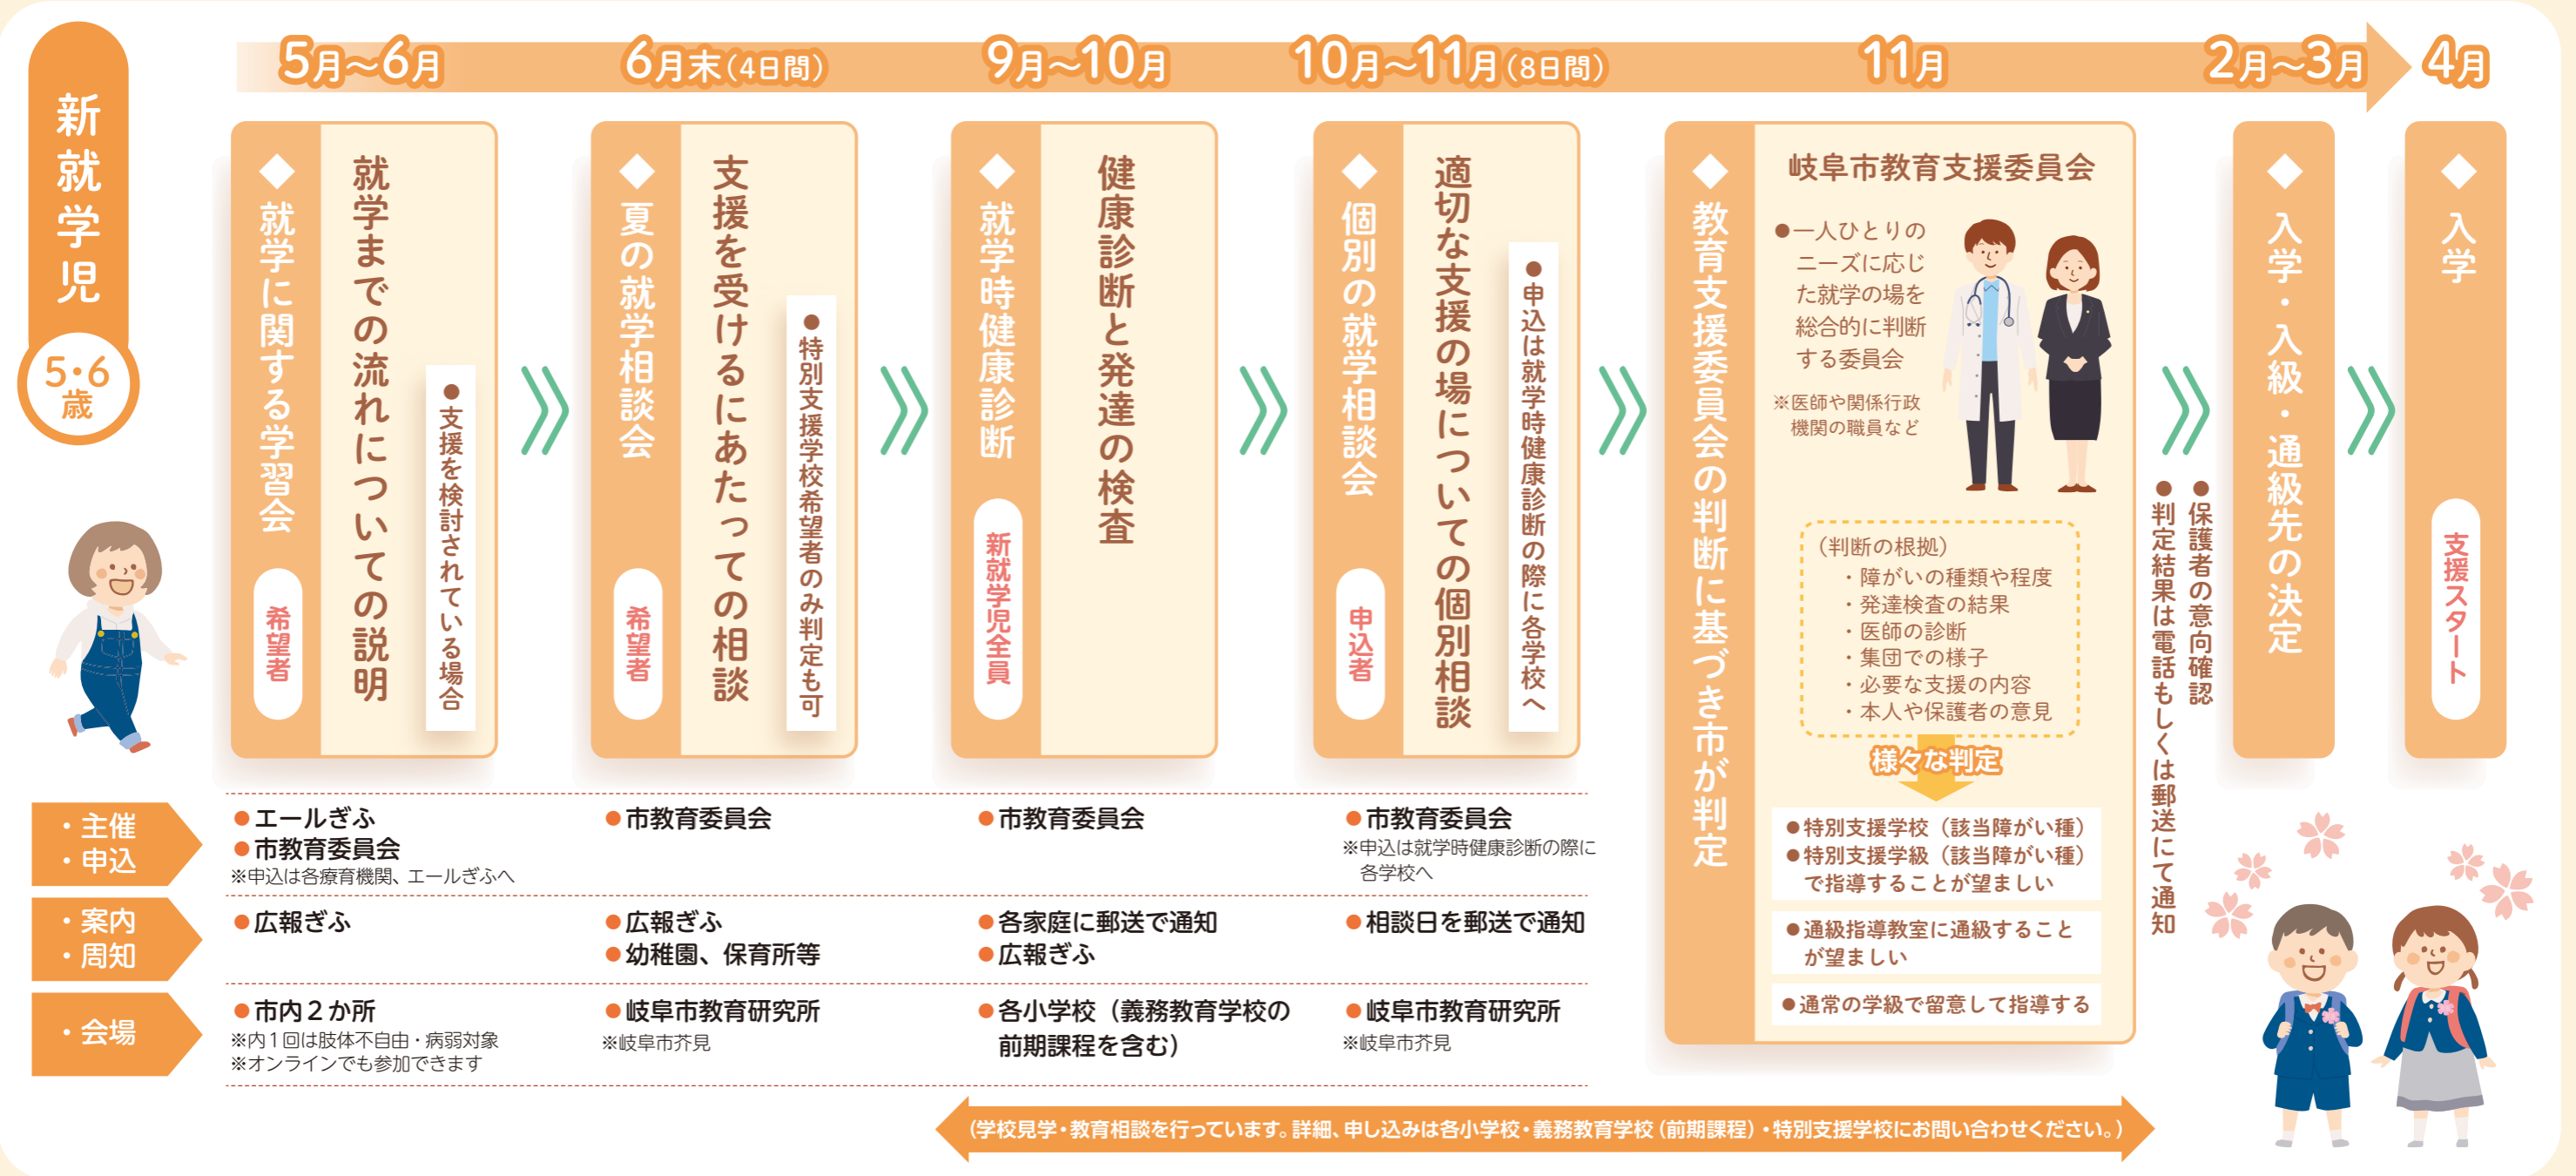 新就学児
5・6
歳
5月～6月
6月末（4日間）
9月～10月
10月～11月（8日間）
11月
2月～3月
4月
◆就学に関する学習会
希望者
就学までの流れについての説明
●支援を検討されている場合
◆夏の就学相談会
希望者
支援を受けるにあたっての相談
●特別支援学校希望者のみ判定も可
◆就学時健康診断
新就学児全員
健康診断と発達の検査
◆個別の就学相談会
申込者
適切な支援の場についての個別相談
●申込は就学時健康診断の際に各学校へ
◆教育支援委員会の判断に基づき市が判定
岐阜市教育支援委員会
●一人ひとりの
ニーズに応じ
た就学の場を
総合的に判断
する委員会
※医師や関係行政
機関の職員など
（判断の根拠）
・障がいの種類や程度
・発達検査の結果
・医師の診断
・集団での様子
・必要な支援の内容
・本人や保護者の意見
様々な判定
●特別支援学校（該当障がい種）
●特別支援学級（該当障がい種）
で指導することが望ましい
●通級指導教室に通級すること
が望ましい
●通常の学級で留意して指導する
●保護者の意向確認
●判定結果は電話もしくは郵送にて通知
◆入学・入級・通級先の決定
◆入学
支援スタート
・主催
・申込
●エールぎふ
●市教育委員会
※申込は各療育機関、エールぎふへ
●市教育委員会
●市教育委員会
●市教育委員会
※申込は就学時健康診断の際に
各学校へ
・案内
・周知
●広報ぎふ
●広報ぎふ
●幼稚園、保育所等
●各家庭に郵送で通知
●広報ぎふ
●相談日を郵送で通知
・会場
●市内２か所
※内１回は肢体不自由・病弱対象
※オンラインでも参加できます
●岐阜市教育研究所
※岐阜市芥見
●各小学校（義務教育学校の
前期課程を含む）
●岐阜市教育研究所
※岐阜市芥見
（学校見学・教育相談を行っています。詳細、申し込みは各小学校・義務教育学校（前期課程）・特別支援学校にお問い合わせください。）